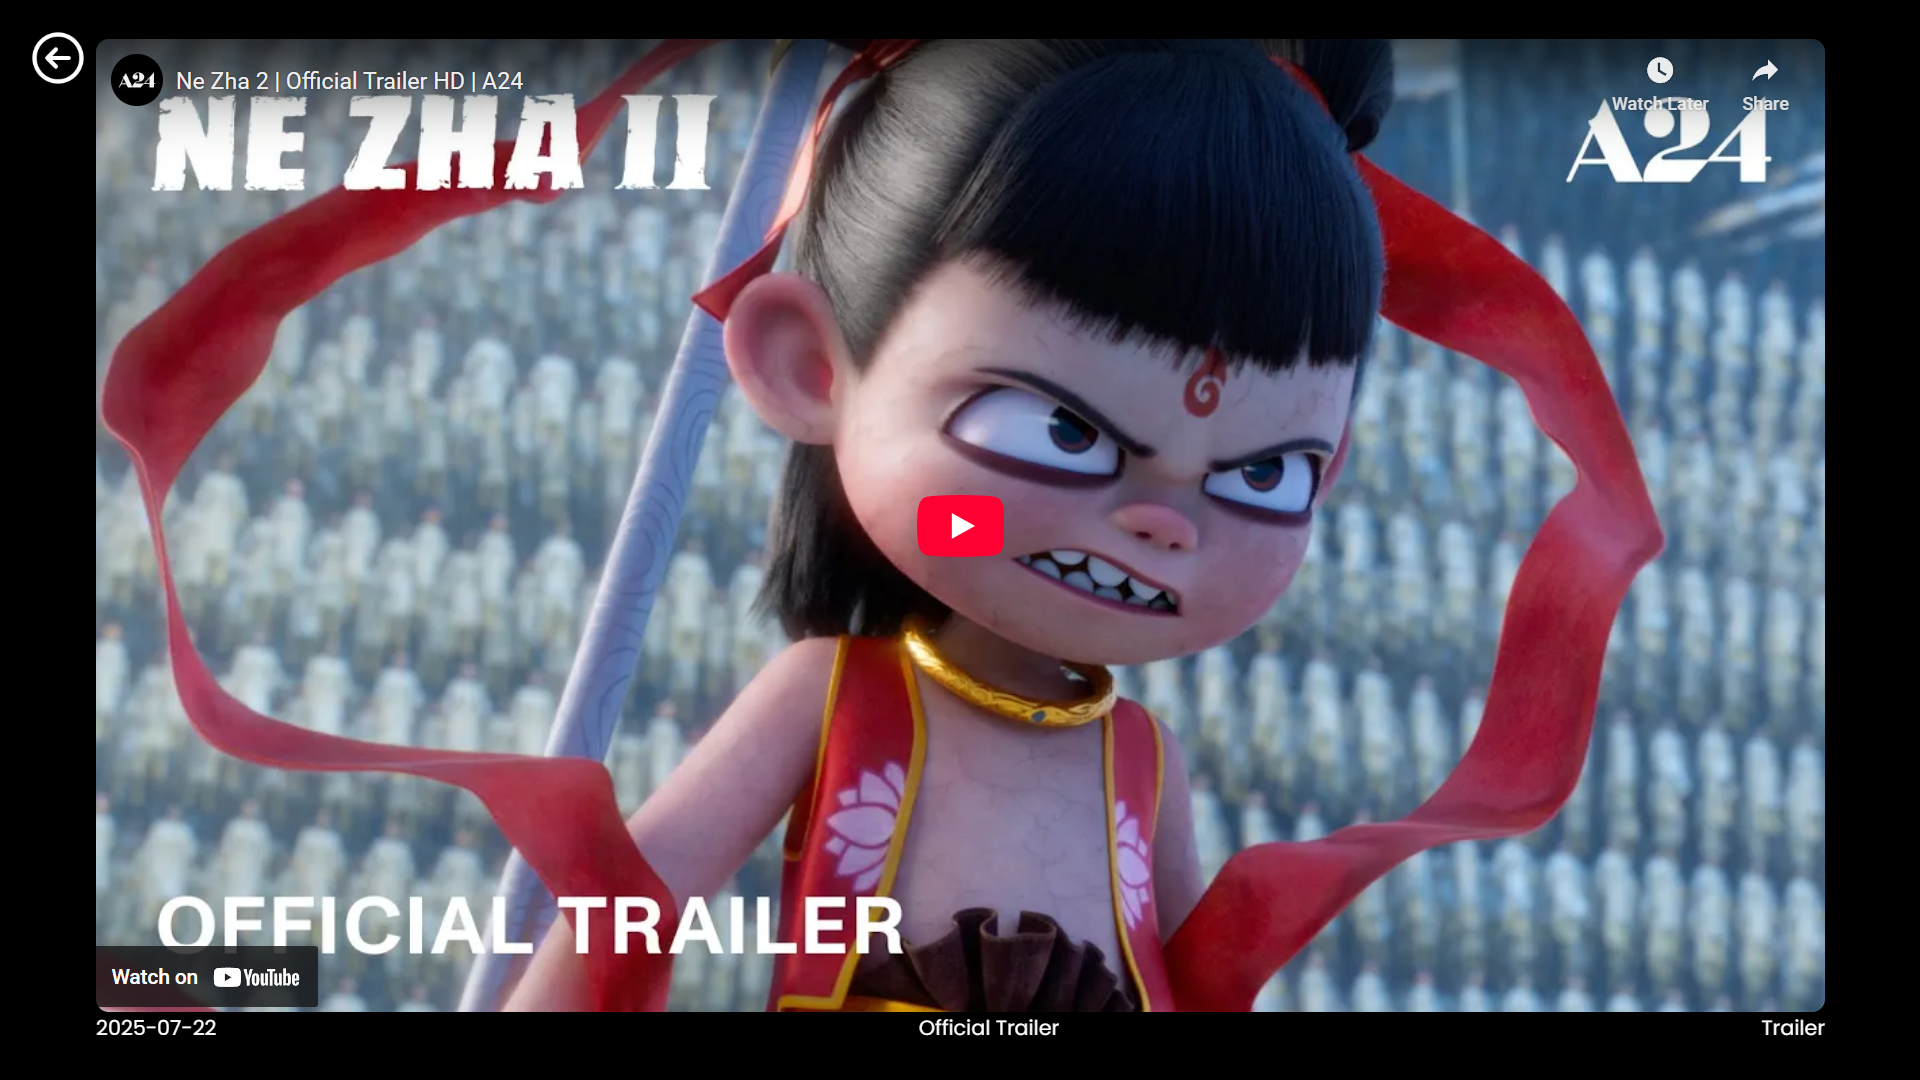 A24
Ne Zha 2 | Official Trailer HD | A24
Watch Later
Share
NE ZHA II
A24
OFFICIAL TRAILER
Watch on YouTube
2025-07-22
Official Trailer
Trailer